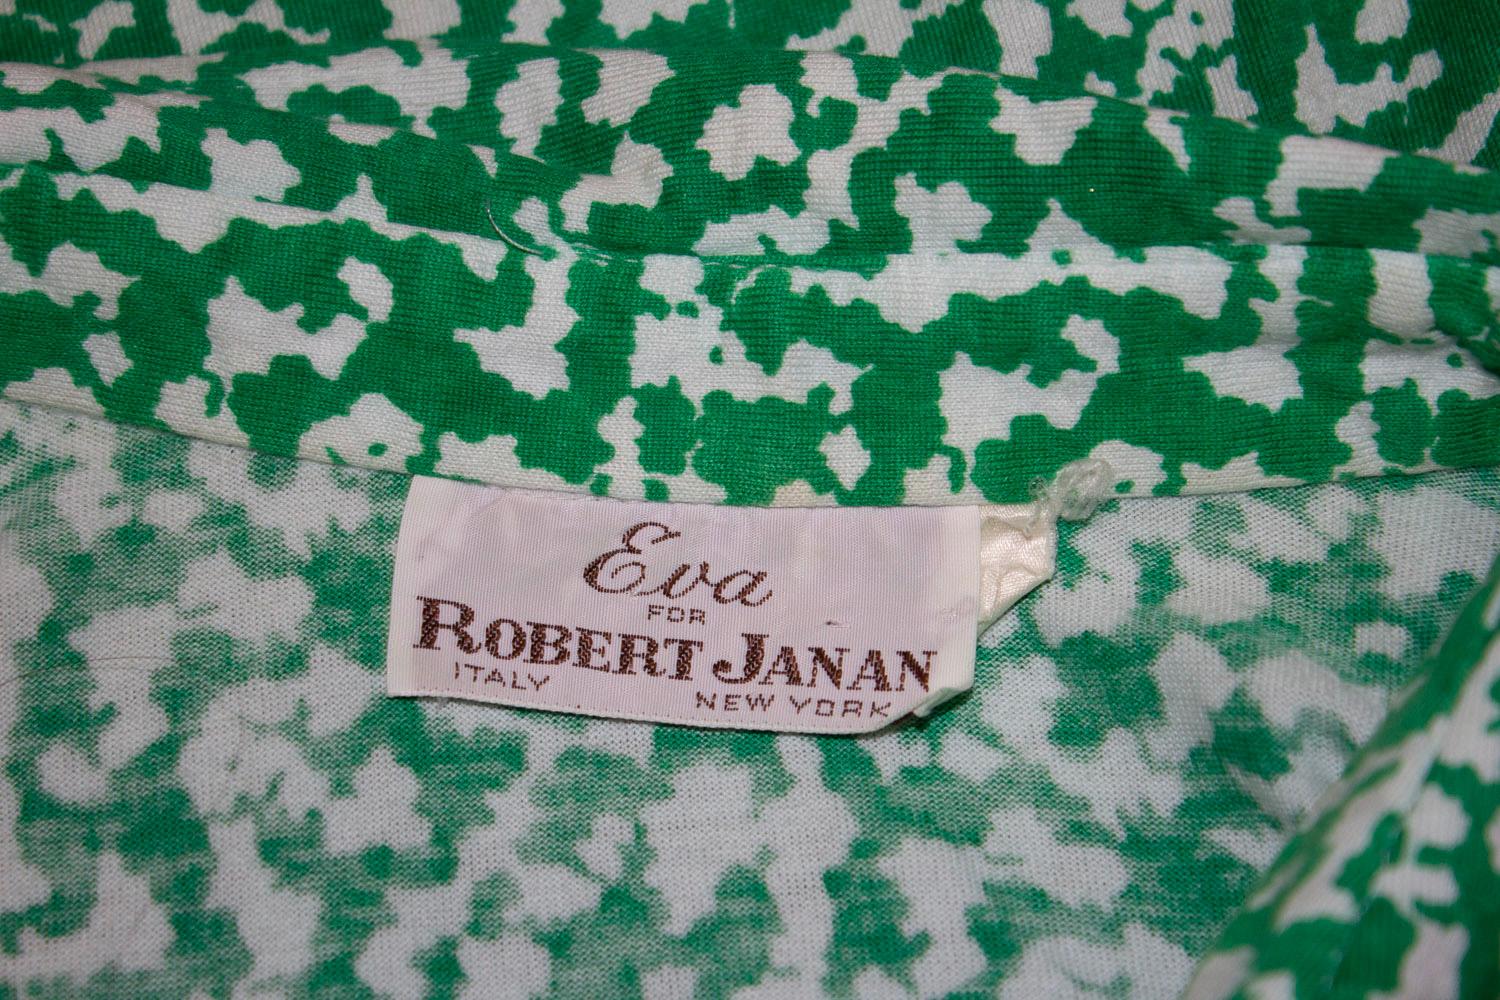 Eva
FOR
ROBERT JANAN
ITALY
NEW YORK